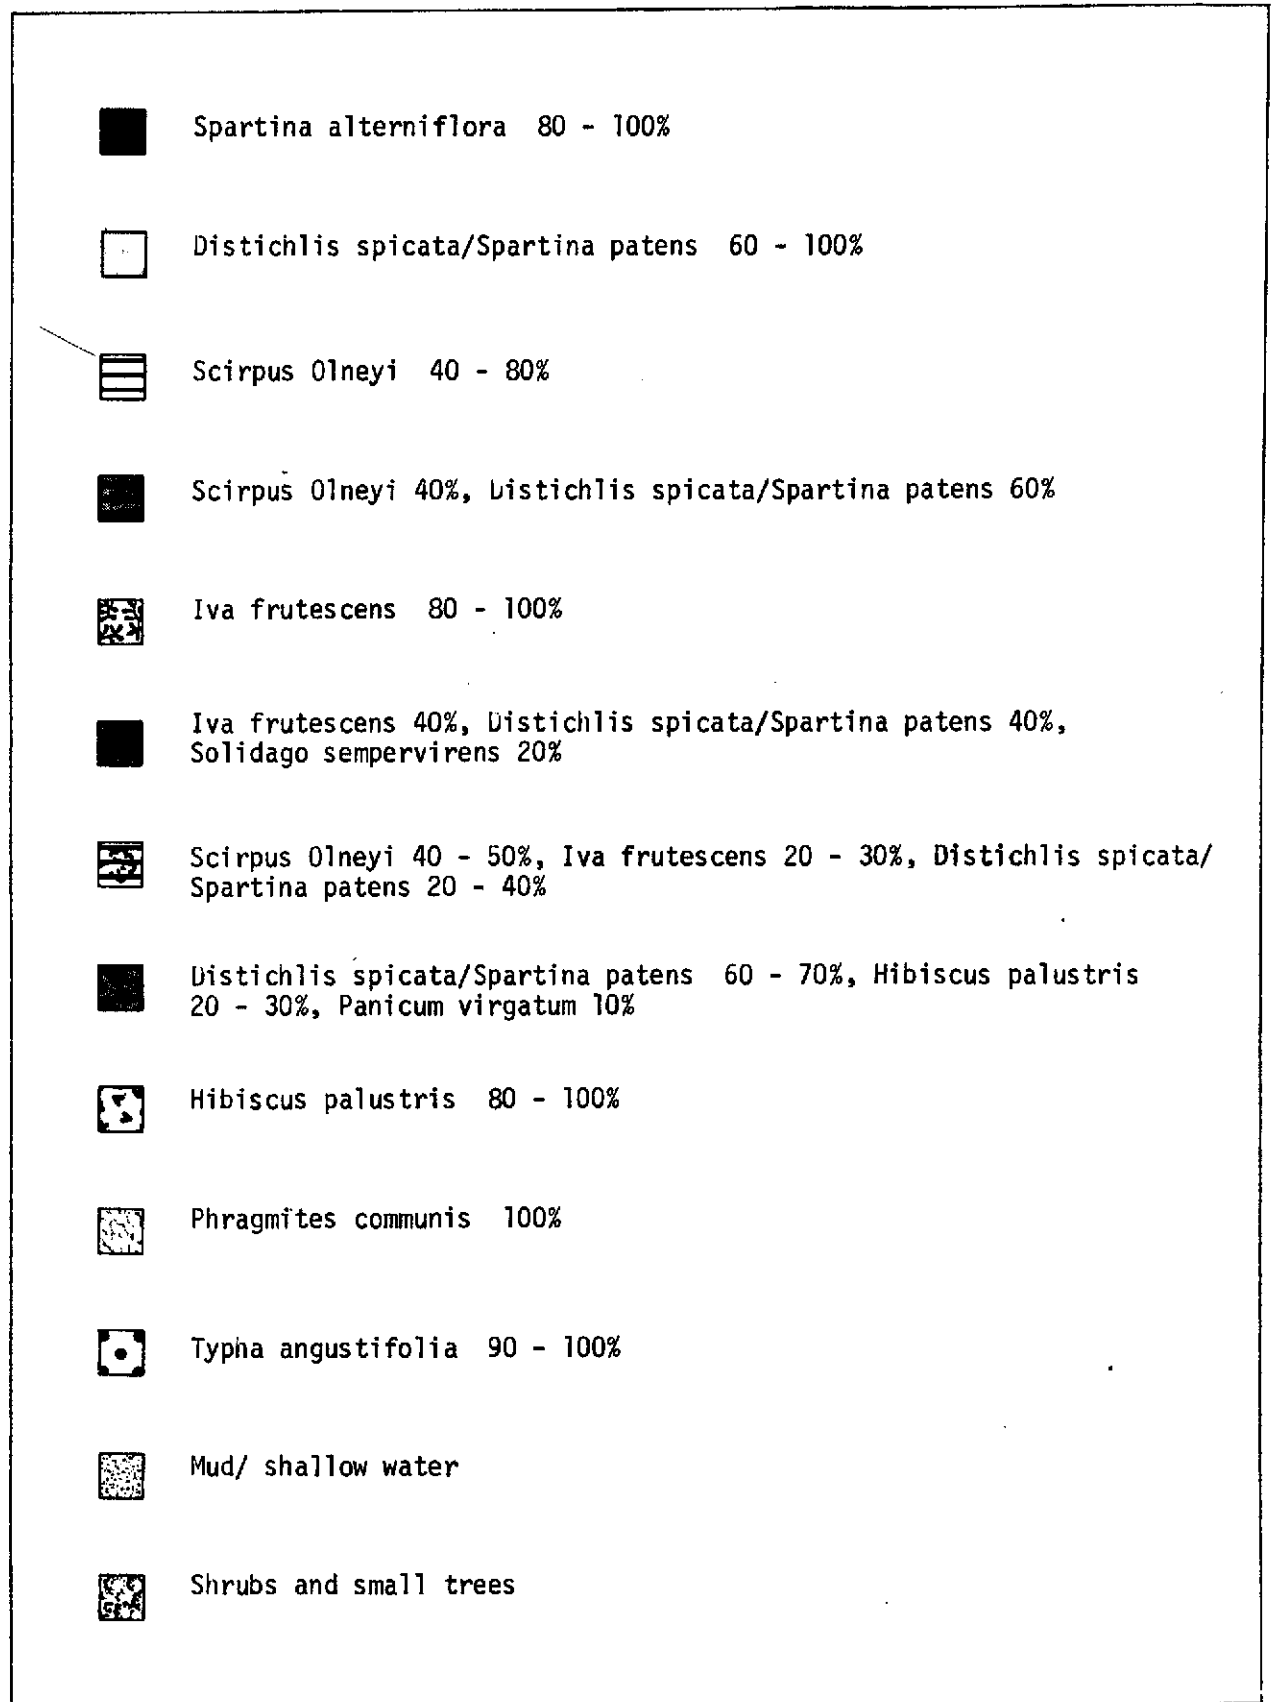 Spartina alterniflora 80 - 100%
Distichlis spicata/Spartina patens 60 - 100%
Scirpus Olneyi 40 - 80%
Scirpus Olneyi 40%, Distichlis spicata/Spartina patens 60%
Iva frutescens 80 - 100%
Iva frutescens 40%, Distichlis spicata/Spartina patens 40%,
Solidago sempervirens 20%
Scirpus Olneyi 40 - 50%, Iva frutescens 20 - 30%, Distichlis spicata/
Spartina patens 20 - 40%
Distichlis spicata/Spartina patens 60 - 70%, Hibiscus palustris
20 - 30%, Panicum virgatum 10%
Hibiscus palustris 80 - 100%
Phragmites communis 100%
Typha angustifolia 90 - 100%
Mud/ shallow water
Shrubs and small trees